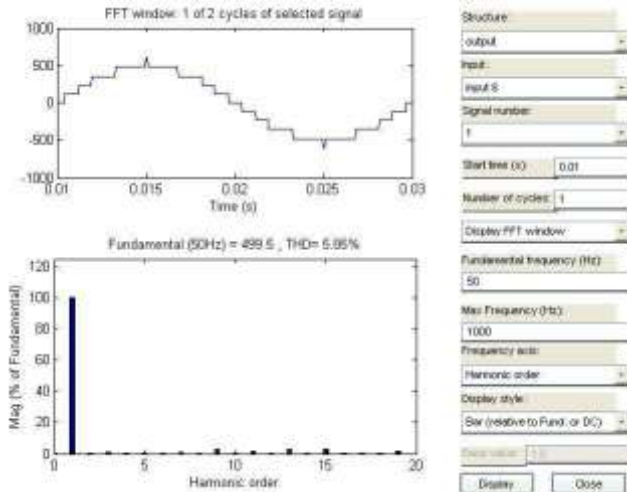 FFT window: 1 of 2 cycles of selected signal
1000
500
0
-500
-1000
0.01
0.015
0.02
0.025
0.03
Time (s)
Fundamental (50Hz) = 499.5 , THD= 5.95%
120
100
80
60
40
20
0
Mag (% of Fundamental)
0
5
10
15
20
Harmonic order
Structure:
output
Input:
input 8
Signal number:
1
Start time (s):
0.01
Number of cycles:
1
Display FFT window
Fundamental frequency (Hz):
50
Max Frequency (Hz):
1000
Frequency axis:
Harmonic order
Display style:
Bar (relative to Fund. or DC)
Display
Close